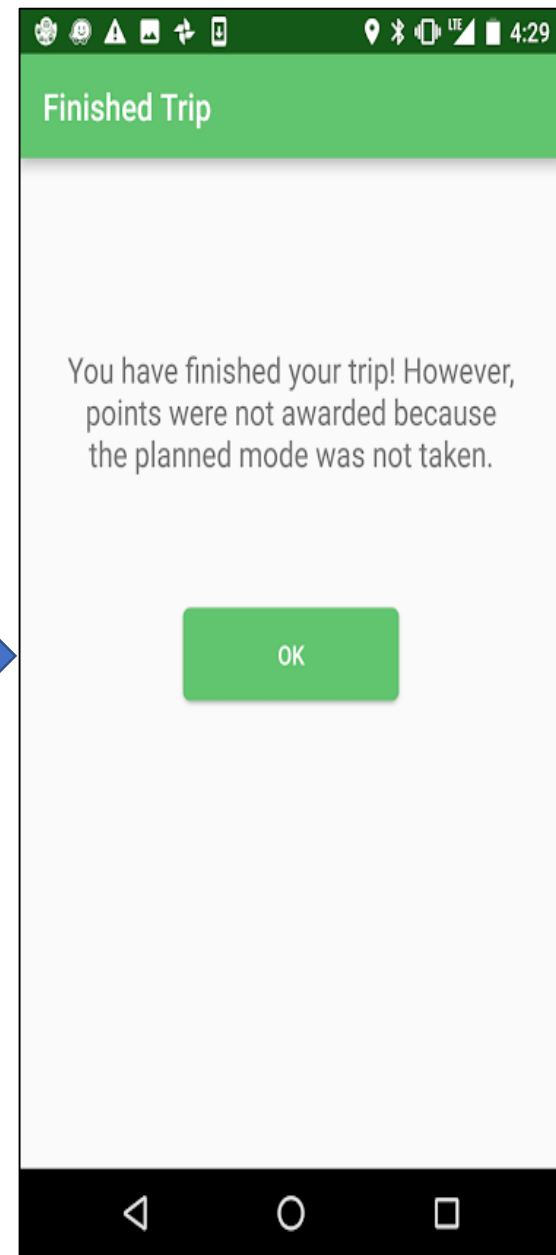 LTE 4:29
Finished Trip
You have finished your trip! However,
points were not awarded because
the planned mode was not taken.
OK